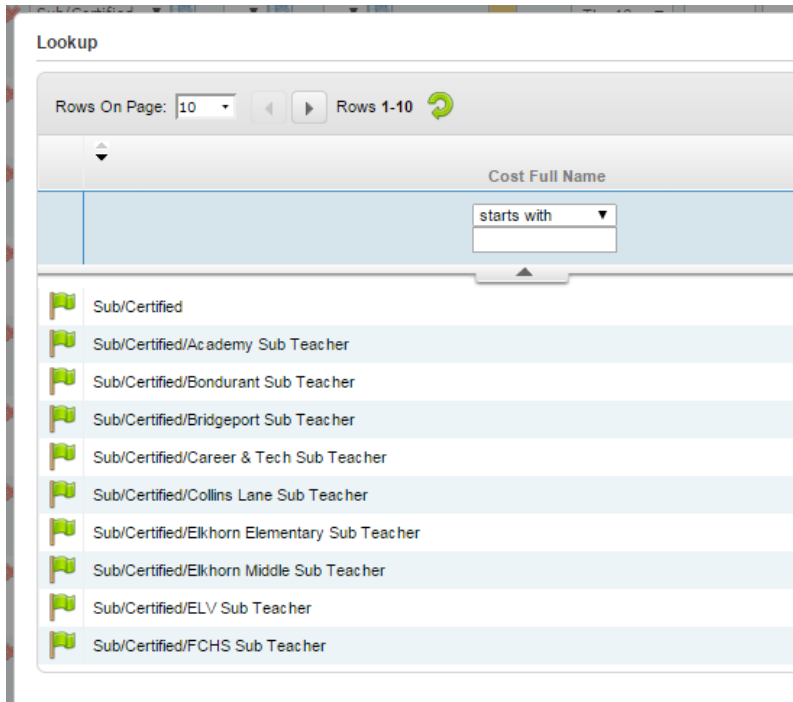 Sub/Certified
Lookup
Rows On Page: 10 Rows 1-10
Cost Full Name
starts with
Sub/Certified
Sub/Certified/Academy Sub Teacher
Sub/Certified/Bondurant Sub Teacher
Sub/Certified/Bridgeport Sub Teacher
Sub/Certified/Career & Tech Sub Teacher
Sub/Certified/Collins Lane Sub Teacher
Sub/Certified/Elkhorn Elementary Sub Teacher
Sub/Certified/Elkhorn Middle Sub Teacher
Sub/Certified/ELV Sub Teacher
Sub/Certified/FCHS Sub Teacher